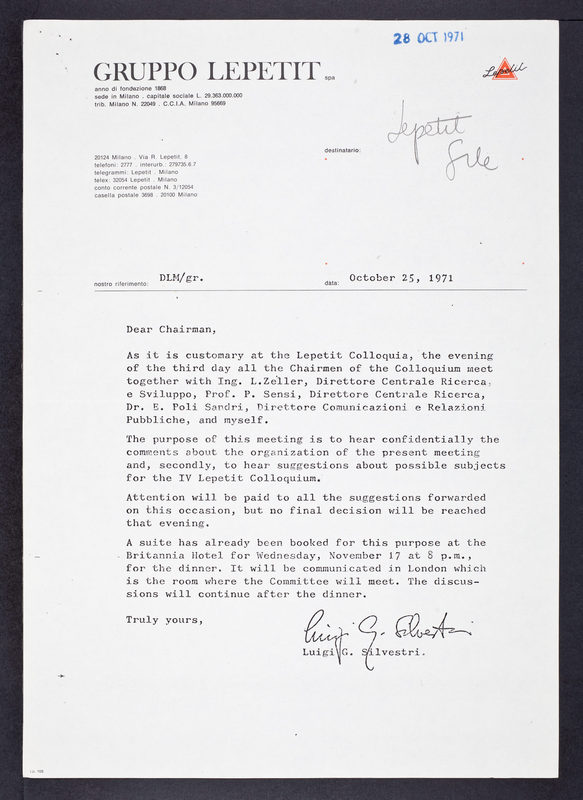 28 OCT 1971
GRUPPO LEPETIT spa
Lepetit
anno di fondezione 1868
sede in Milano . capitale sociale L. 29.363.000.000
trib. Milano N. 22049 . C.C.I.A. Milano 95669
Lepetit
file
destinatario:
20124 Milano . Via R. Lepetit, 8
telefoni: 2777 . interurb.: 279735.6.7
telegrammi: Lepetit . Milano
telex: 32054 Lepetit . Milano
conto corrente postale N. 3/12054
casella postale 3698 . 20100 Milano
nostro riferimento: DLM/gr. data: October 25, 1971
Dear Chairman,
As it is customary at the Lepetit Colloquia, the evening
of the third day all the Chairmen of the Colloquium meet
together with Ing. L.Zeller, Direttore Centrale Ricerca,
e Sviluppo, Prof. P. Sensi, Direttore Centrale Ricerca,
Dr. E. Poli Sandri, Direttore Comunicazioni e Relazioni
Pubbliche, and myself.
The purpose of this meeting is to hear confidentially the
comments about the organization of the present meeting
and, secondly, to hear suggestions about possible subjects
for the IV Lepetit Colloquium.
Attention will be paid to all the suggestions forwarded
on this occasion, but no final decision will be reached
that evening.
A suite has already been booked for this purpose at the
Britannia Hotel for Wednesday, November 17 at 8 p.m.,
for the dinner. It will be communicated in London which
is the room where the Committee will meet. The discus-
sions will continue after the dinner.
Truly yours,
Luigi G. Silvestri
Luigi G. Silvestri.